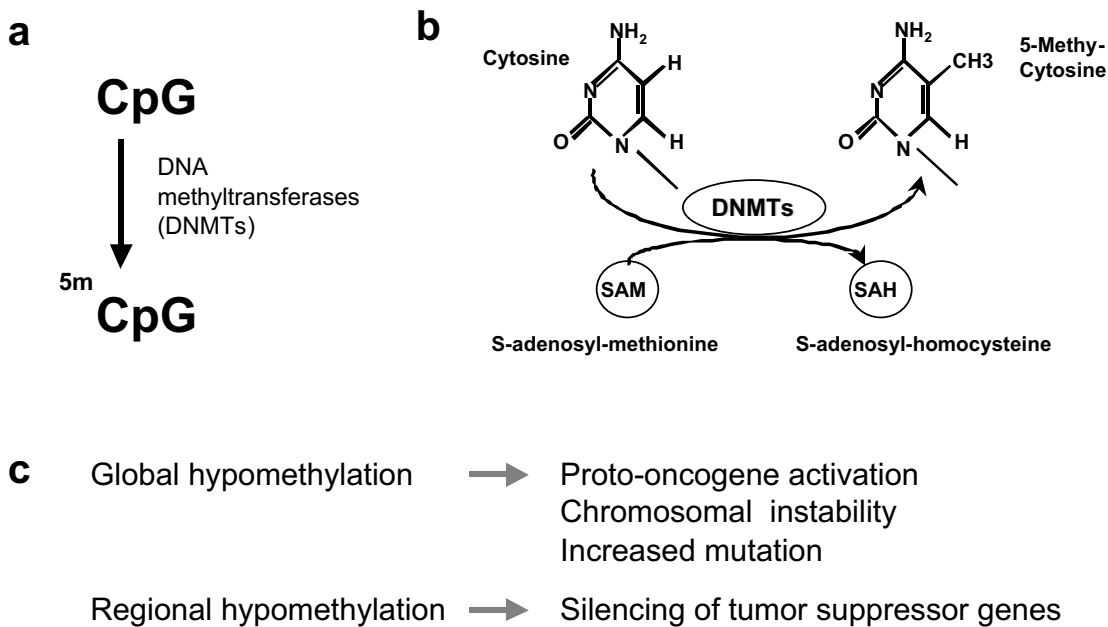 a
CpG
DNA
methyltransferases
(DNMTs)
5m
CpG
b
Cytosine
NH2
H
N
H
O
N
NH2
CH3
5-Methy-
Cytosine
N
H
O
N
DNMTs
SAM
SAH
S-adenosyl-methionine
S-adenosyl-homocysteine
c
Global hypomethylation
Proto-oncogene activation
Chromosomal instability
Increased mutation
Regional hypomethylation
Silencing of tumor suppressor genes